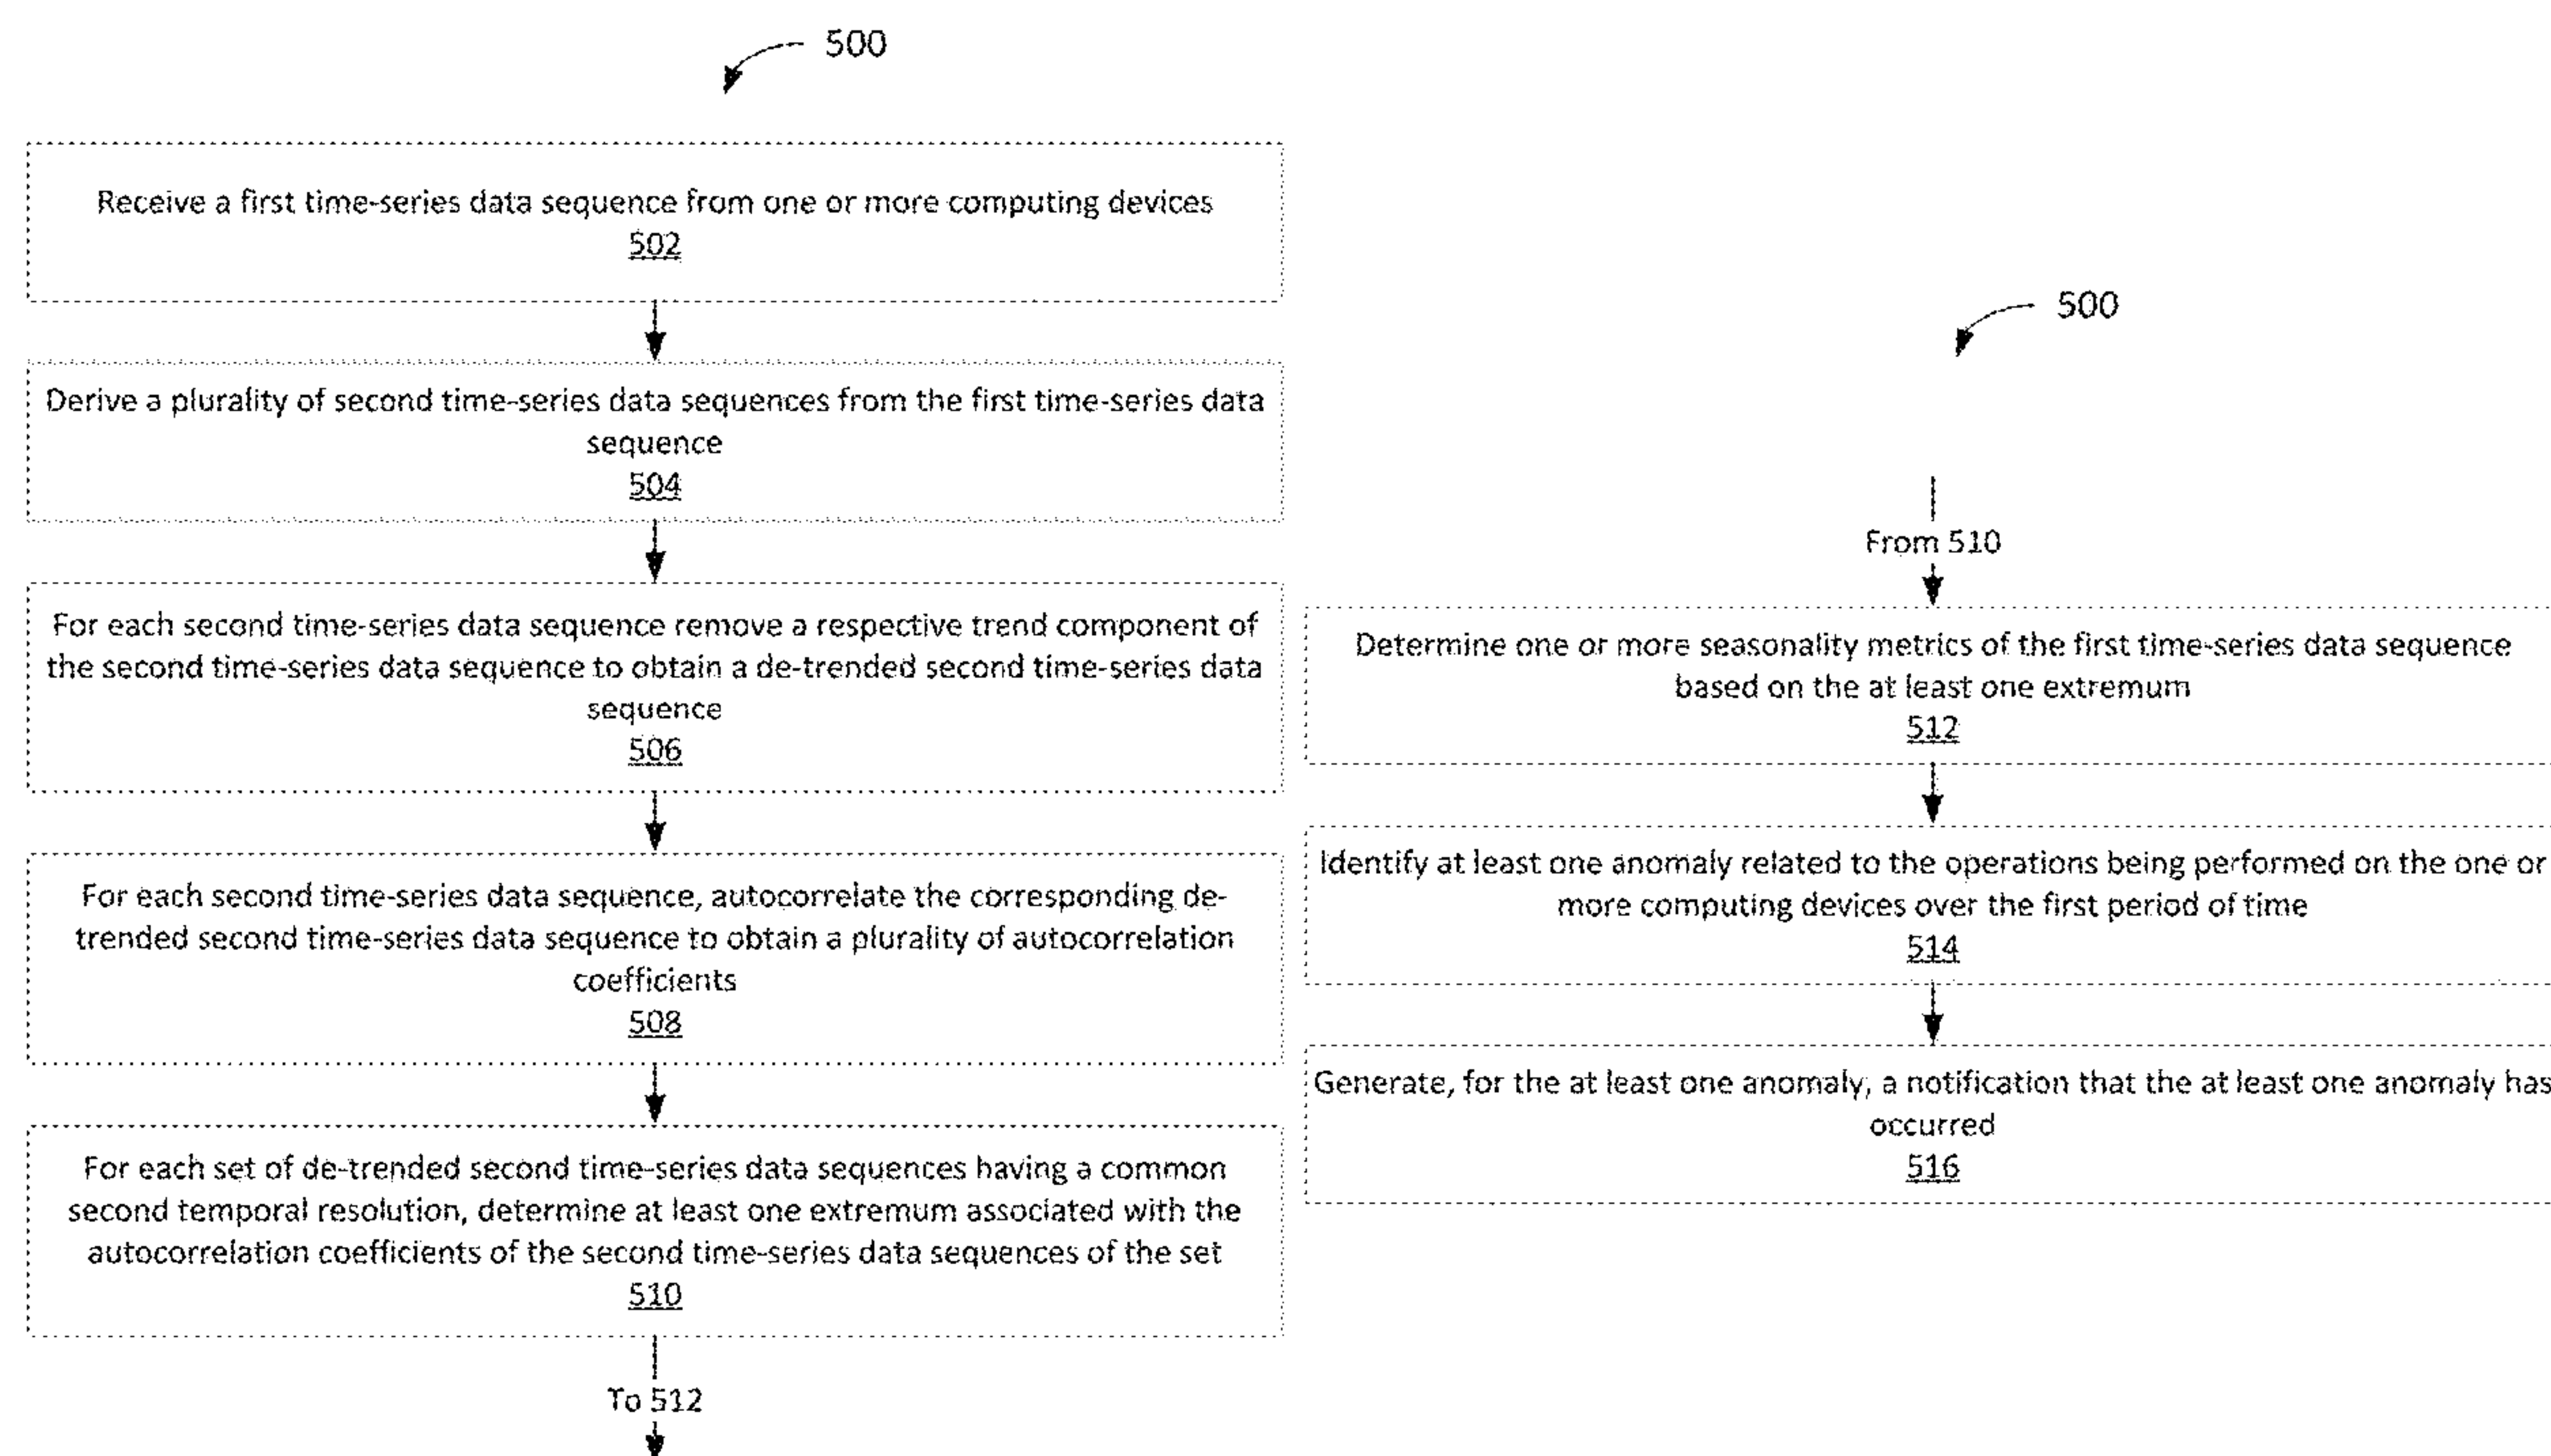 500
Receive a first time-series data sequence from one or more computing devices
502
Derive a plurality of second time-series data sequences from the first time-series data
sequence
504
For each second time-series data sequence remove a respective trend component of
the second time-series data sequence to obtain a de-trended second time-series data
sequence
506
For each second time-series data sequence, autocorrelate the corresponding de-
trended second time-series data sequence to obtain a plurality of autocorrelation
coefficients
508
For each set of de-trended second time-series data sequences having a common
second temporal resolution, determine at least one extremum associated with the
autocorrelation coefficients of the second time-series data sequences of the set
510
To 512
500
From 510
Determine one or more seasonality metrics of the first time-series data sequence
based on the at least one extremum
512
Identify at least one anomaly related to the operations being performed on the one or
more computing devices over the first period of time
514
Generate, for the at least one anomaly, a notification that the at least one anomaly has
occurred
516